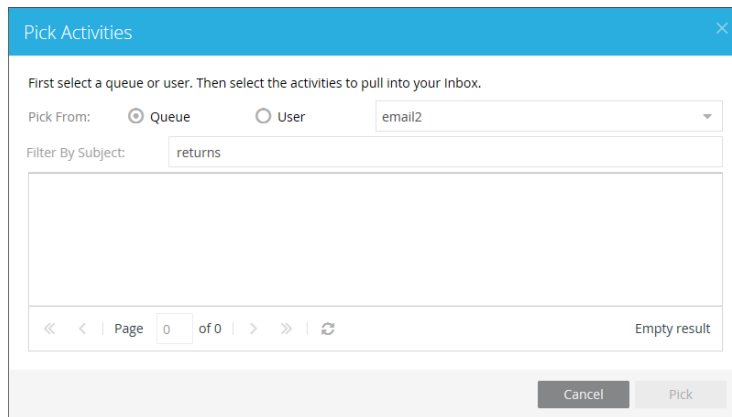 Pick Activities
First select a queue or user. Then select the activities to pull into your Inbox.
Pick From: Queue User email2
Filter By Subject: returns
Page 0 of 0 Empty result
Cancel Pick